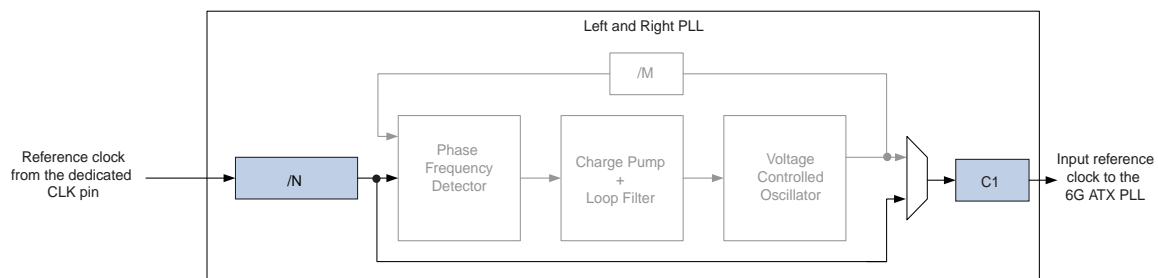 Left and Right PLL
/M
Reference clock
from the dedicated
CLK pin
/N
Phase
Frequency
Detector
Charge Pump
+
Loop Filter
Voltage
Controlled
Oscillator
C1
Input reference
clock to the
6G ATX PLL